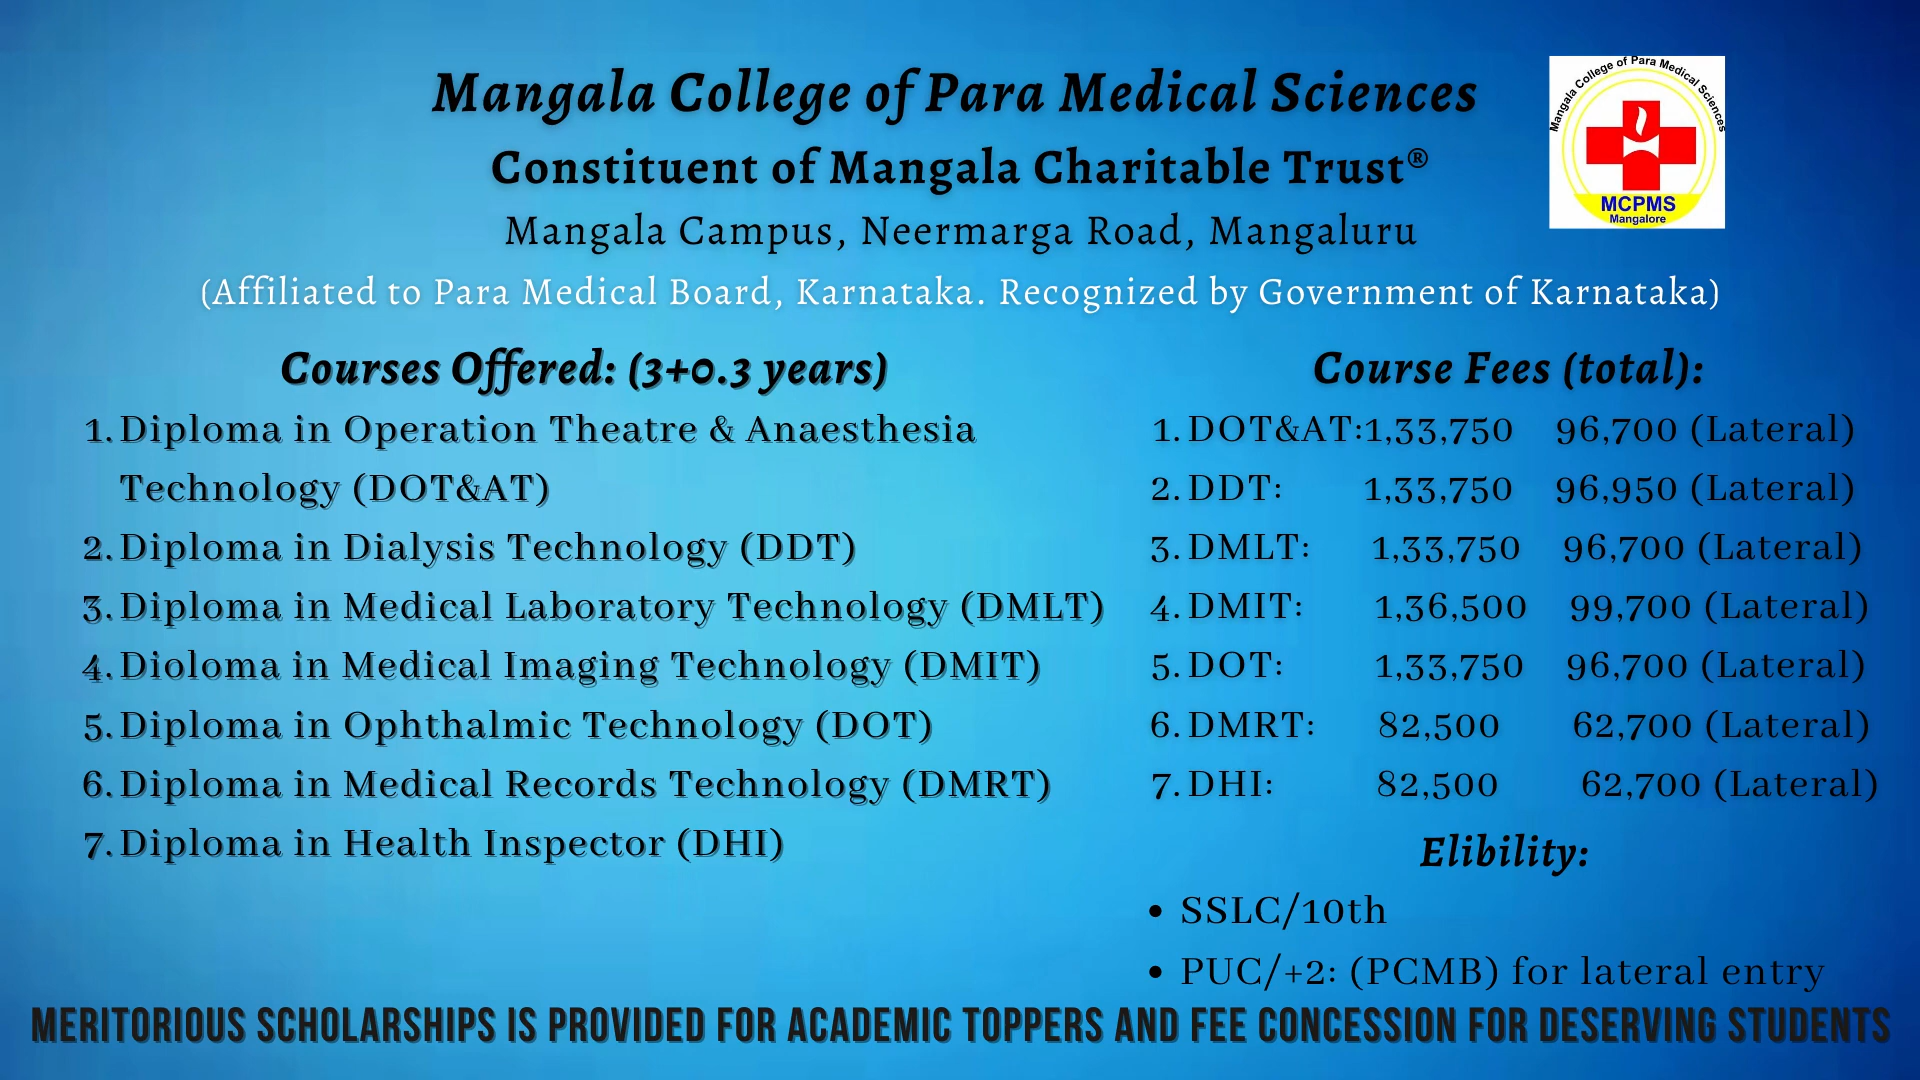 Mangala College of Para Medical Sciences
Constituent of Mangala Charitable Trust®
Mangala Campus, Neermarga Road, Mangaluru
(Affiliated to Para Medical Board, Karnataka. Recognized by Government of Karnataka)
Mangala College of Para Medical Sciences
MCPMS
Mangalore
Courses Offered: (3+0.3 years)
1. Diploma in Operation Theatre & Anaesthesia
Technology (DOT&AT)
2. Diploma in Dialysis Technology (DDT)
3. Diploma in Medical Laboratory Technology (DMLT)
4. Dioloma in Medical Imaging Technology (DMIT)
5. Diploma in Ophthalmic Technology (DOT)
6. Diploma in Medical Records Technology (DMRT)
7. Diploma in Health Inspector (DHI)
Course Fees (total):
1. DOT&AT:1,33,750 96,700 (Lateral)
2. DDT: 1,33,750 96,950 (Lateral)
3. DMLT: 1,33,750 96,700 (Lateral)
4. DMIT: 1,36,500 99,700 (Lateral)
5. DOT: 1,33,750 96,700 (Lateral)
6. DMRT: 82,500 62,700 (Lateral)
7. DHI: 82,500 62,700 (Lateral)
Elibility:
• SSLC/10th
• PUC/+2: (PCMB) for lateral entry
MERITORIOUS SCHOLARSHIPS IS PROVIDED FOR ACADEMIC TOPPERS AND FEE CONCESSION FOR DESERVING STUDENTS